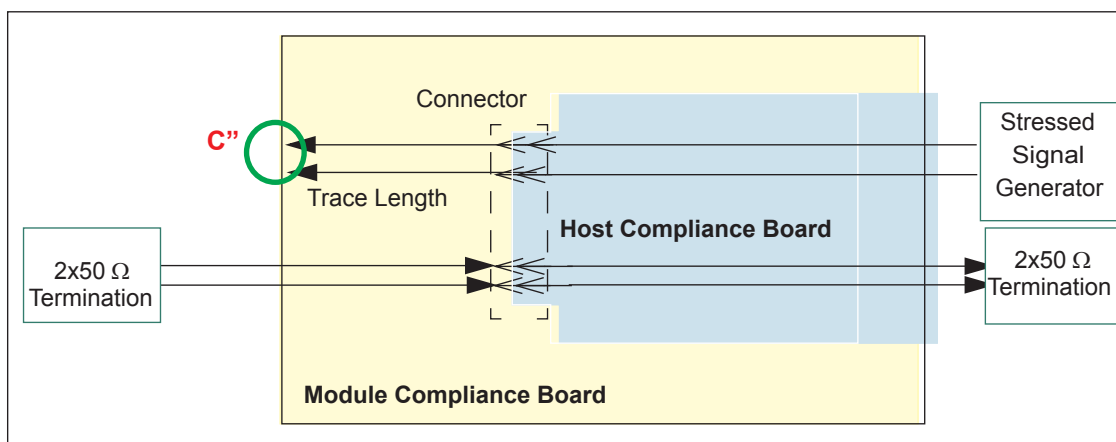 Connector
C”
Trace Length
Stressed
Signal
Generator
Host Compliance Board
2x50 Ω
Termination
2x50 Ω
Termination
Module Compliance Board